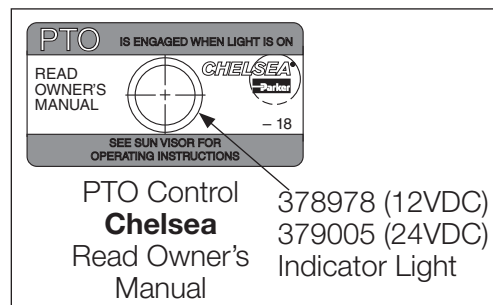 PTO IS ENGAGED WHEN LIGHT IS ON
READ
OWNER'S
MANUAL
CHELSEA
Parker
– 18
SEE SUN VISOR FOR
OPERATING INSTRUCTIONS
PTO Control
Chelsea
Read Owner's
Manual
378978 (12VDC)
379005 (24VDC)
Indicator Light